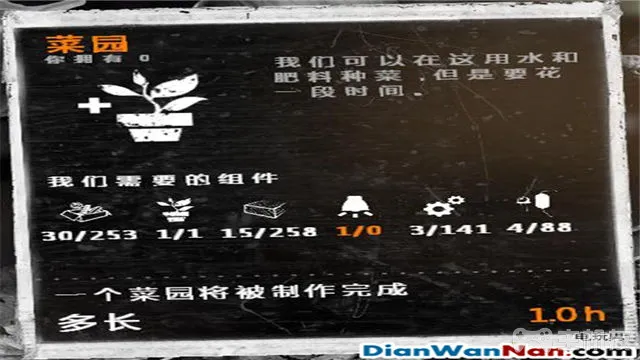 菜园
你拥有 0
我们可以在这用水和
肥料种菜,但是要花
一段时间。
我们需要的组件
30/253 1/1 15/258 1/0 3/141 4/88
一个菜园将被制作完成
多长
1.0 h
DianWanNan.com